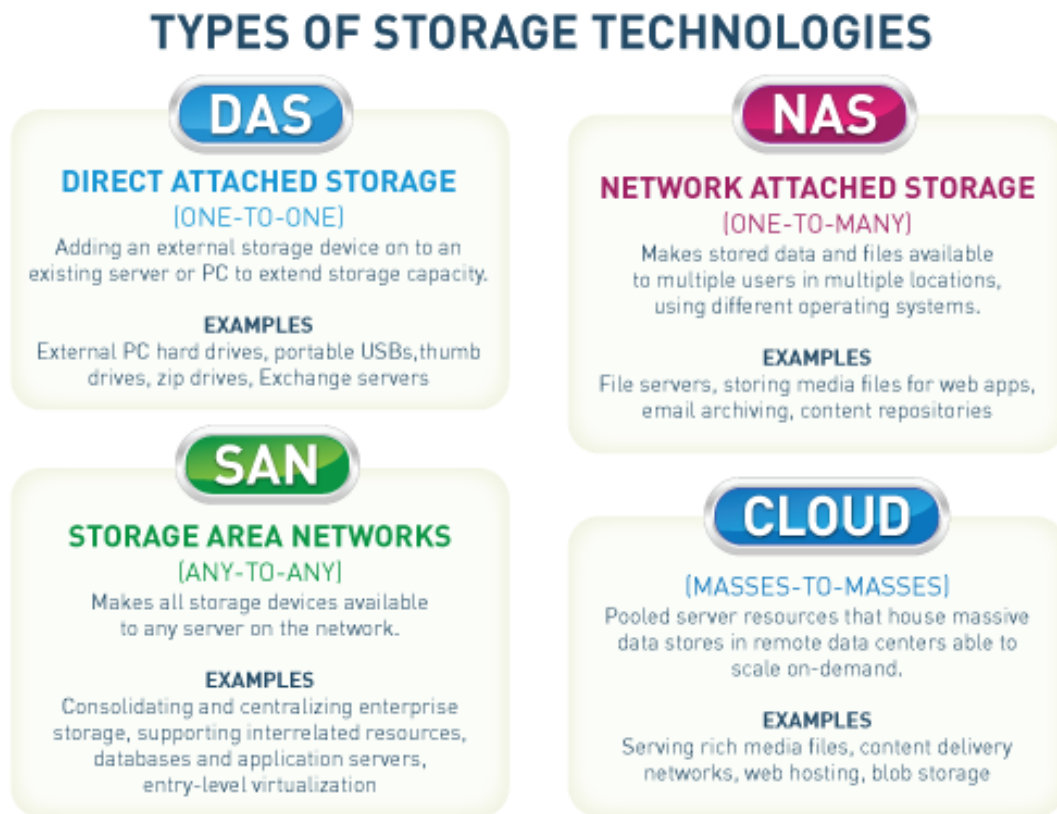 TYPES OF STORAGE TECHNOLOGIES
DAS
DIRECT ATTACHED STORAGE
(ONE-TO-ONE)
Adding an external storage device on to an
existing server or PC to extend storage capacity.
EXAMPLES
External PC hard drives, portable USBs,thumb
drives, zip drives, Exchange servers
NAS
NETWORK ATTACHED STORAGE
(ONE-TO-MANY)
Makes stored data and files available
to multiple users in multiple locations,
using different operating systems.
EXAMPLES
File servers, storing media files for web apps,
email archiving, content repositories
SAN
STORAGE AREA NETWORKS
(ANY-TO-ANY)
Makes all storage devices available
to any server on the network.
EXAMPLES
Consolidating and centralizing enterprise
storage, supporting interrelated resources,
databases and application servers,
entry-level virtualization
CLOUD
(MASSES-TO-MASSES)
Pooled server resources that house massive
data stores in remote data centers able to
scale on-demand.
EXAMPLES
Serving rich media files, content delivery
networks, web hosting, blob storage